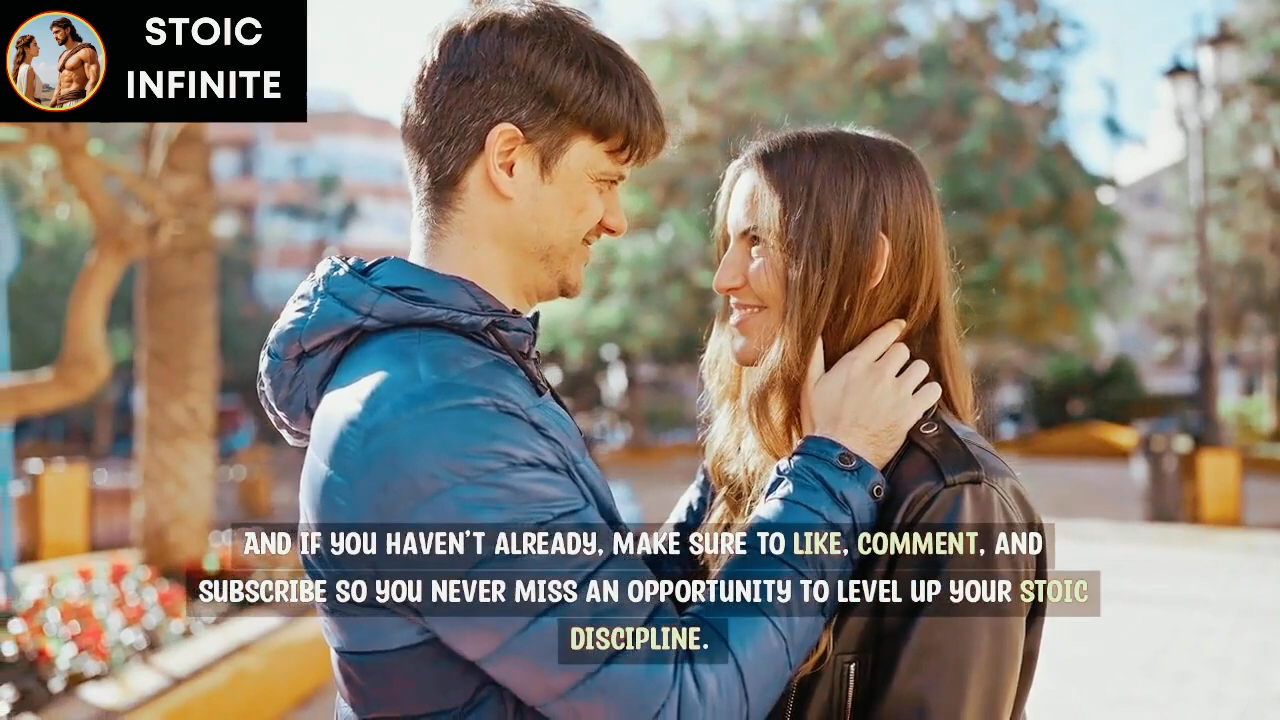 STOIC
INFINITE
AND IF YOU HAVEN'T ALREADY, MAKE SURE TO LIKE, COMMENT, AND
SUBSCRIBE SO YOU NEVER MISS AN OPPORTUNITY TO LEVEL UP YOUR STOIC
DISCIPLINE.